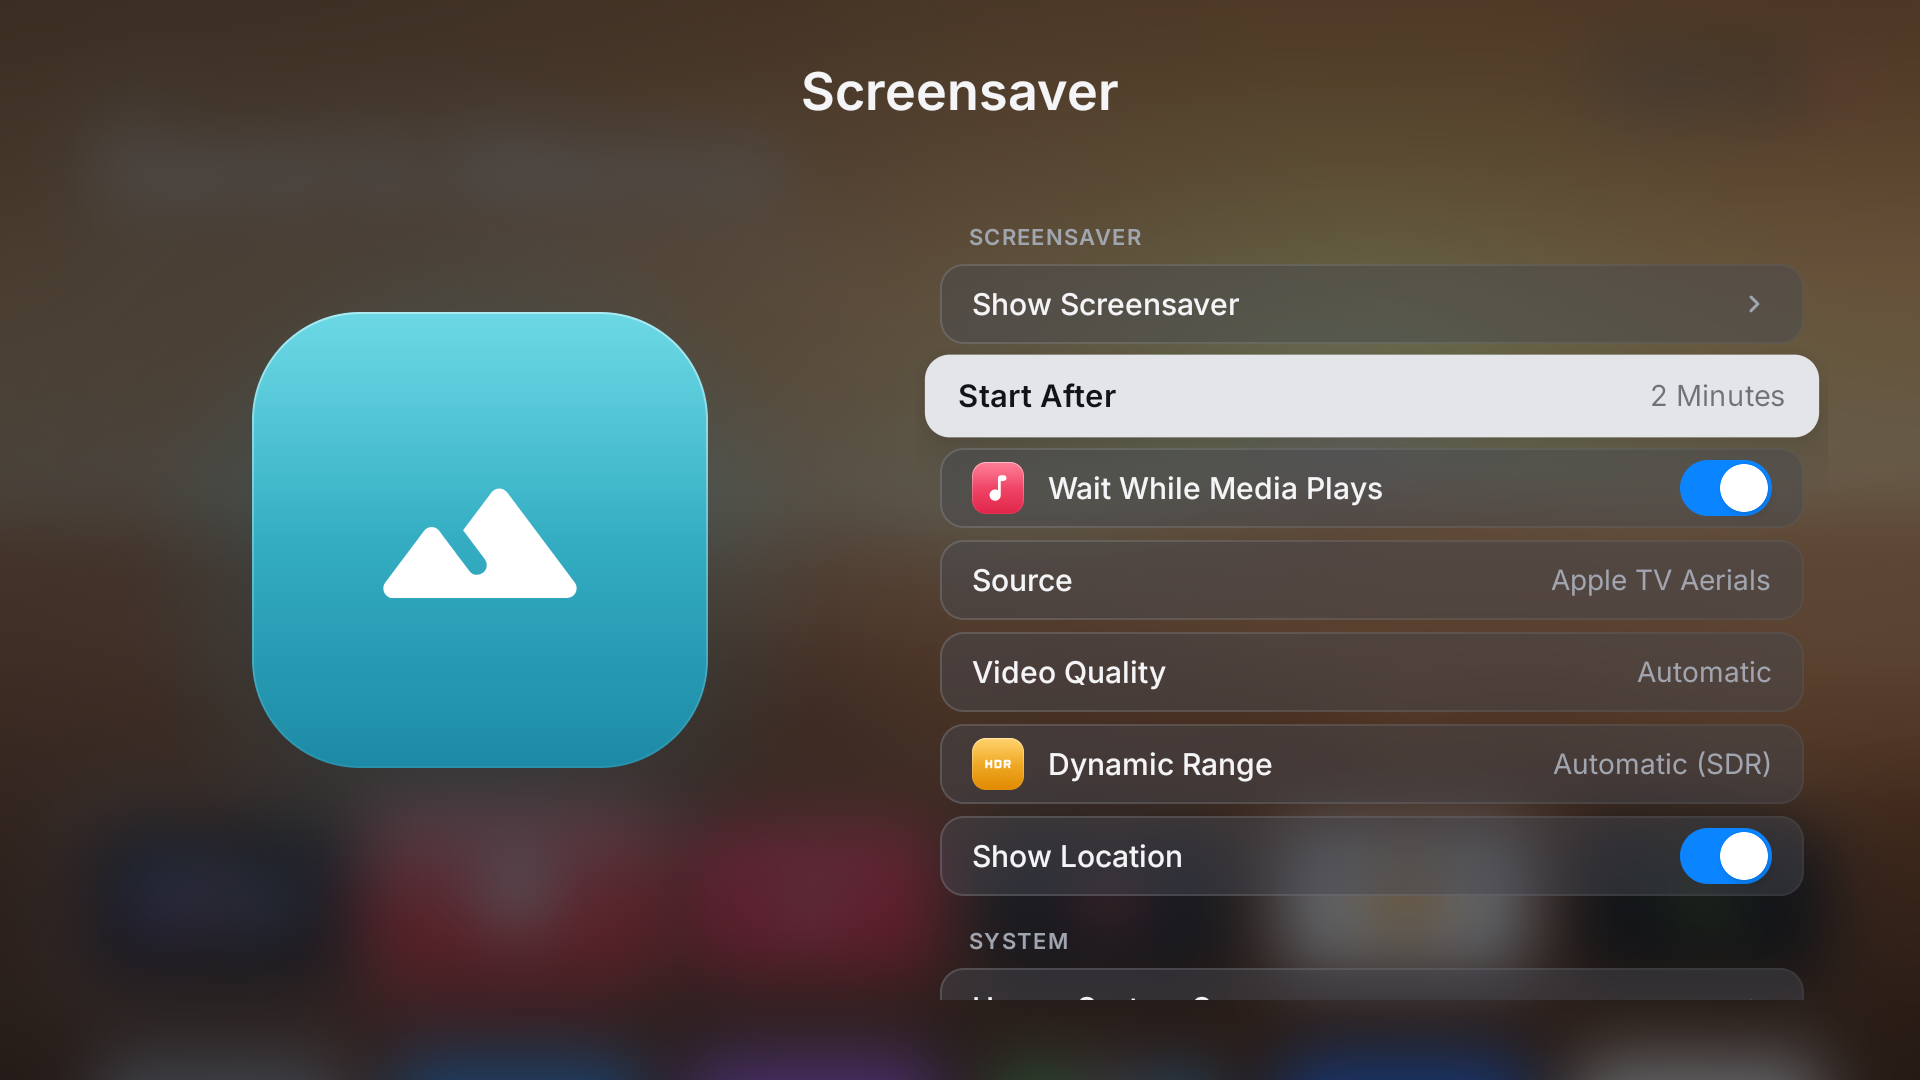 Screensaver
SCREENSAVER
Show Screensaver
Start After 2 Minutes
Wait While Media Plays
Source Apple TV Aerials
Video Quality Automatic
HDR Dynamic Range Automatic (SDR)
Show Location
SYSTEM